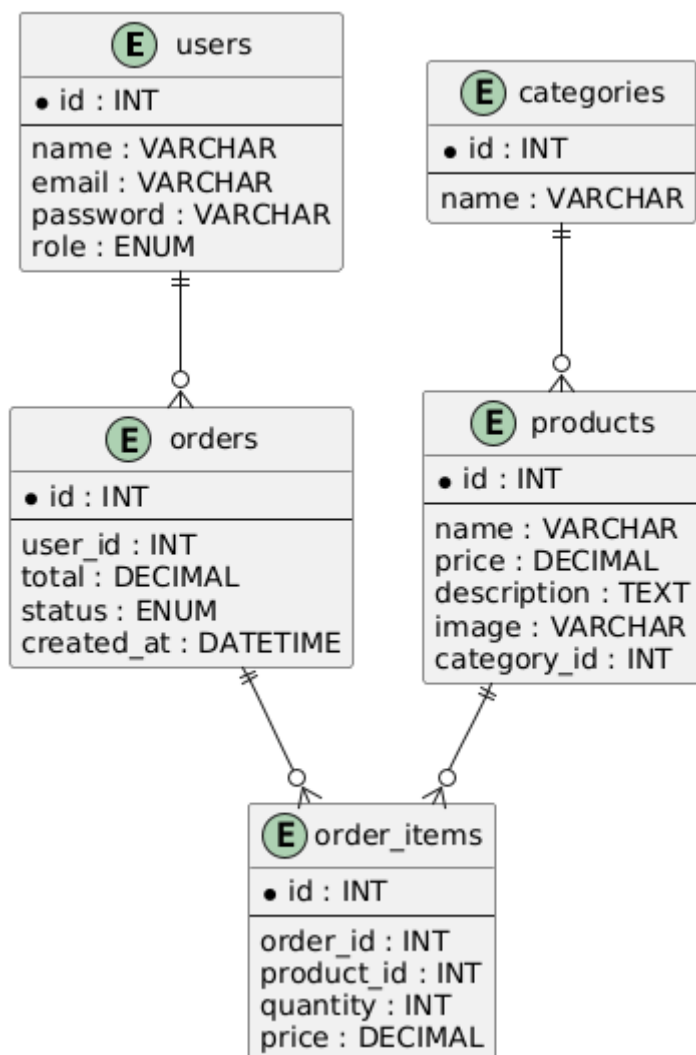 E users
id : INT
name : VARCHAR
email : VARCHAR
password : VARCHAR
role : ENUM
E categories
id : INT
name : VARCHAR
E orders
id : INT
user_id : INT
total : DECIMAL
status : ENUM
created_at : DATETIME
E products
id : INT
name : VARCHAR
price : DECIMAL
description : TEXT
image : VARCHAR
category_id : INT
E order_items
id : INT
order_id : INT
product_id : INT
quantity : INT
price : DECIMAL